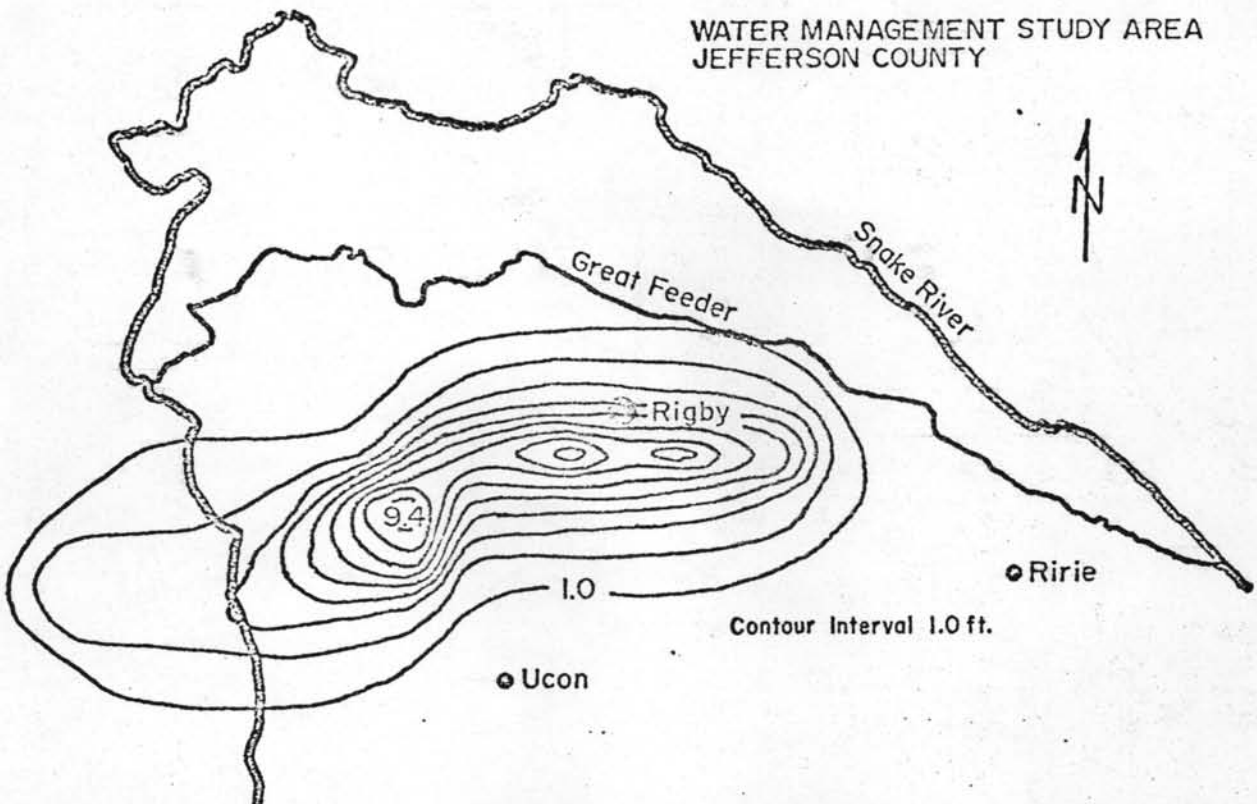 WATER MANAGEMENT STUDY AREA
JEFFERSON COUNTY
N
Snake River
Great Feeder
Rigby
9.4
Ririe
1.0
Contour Interval 1.0 ft.
Ucon